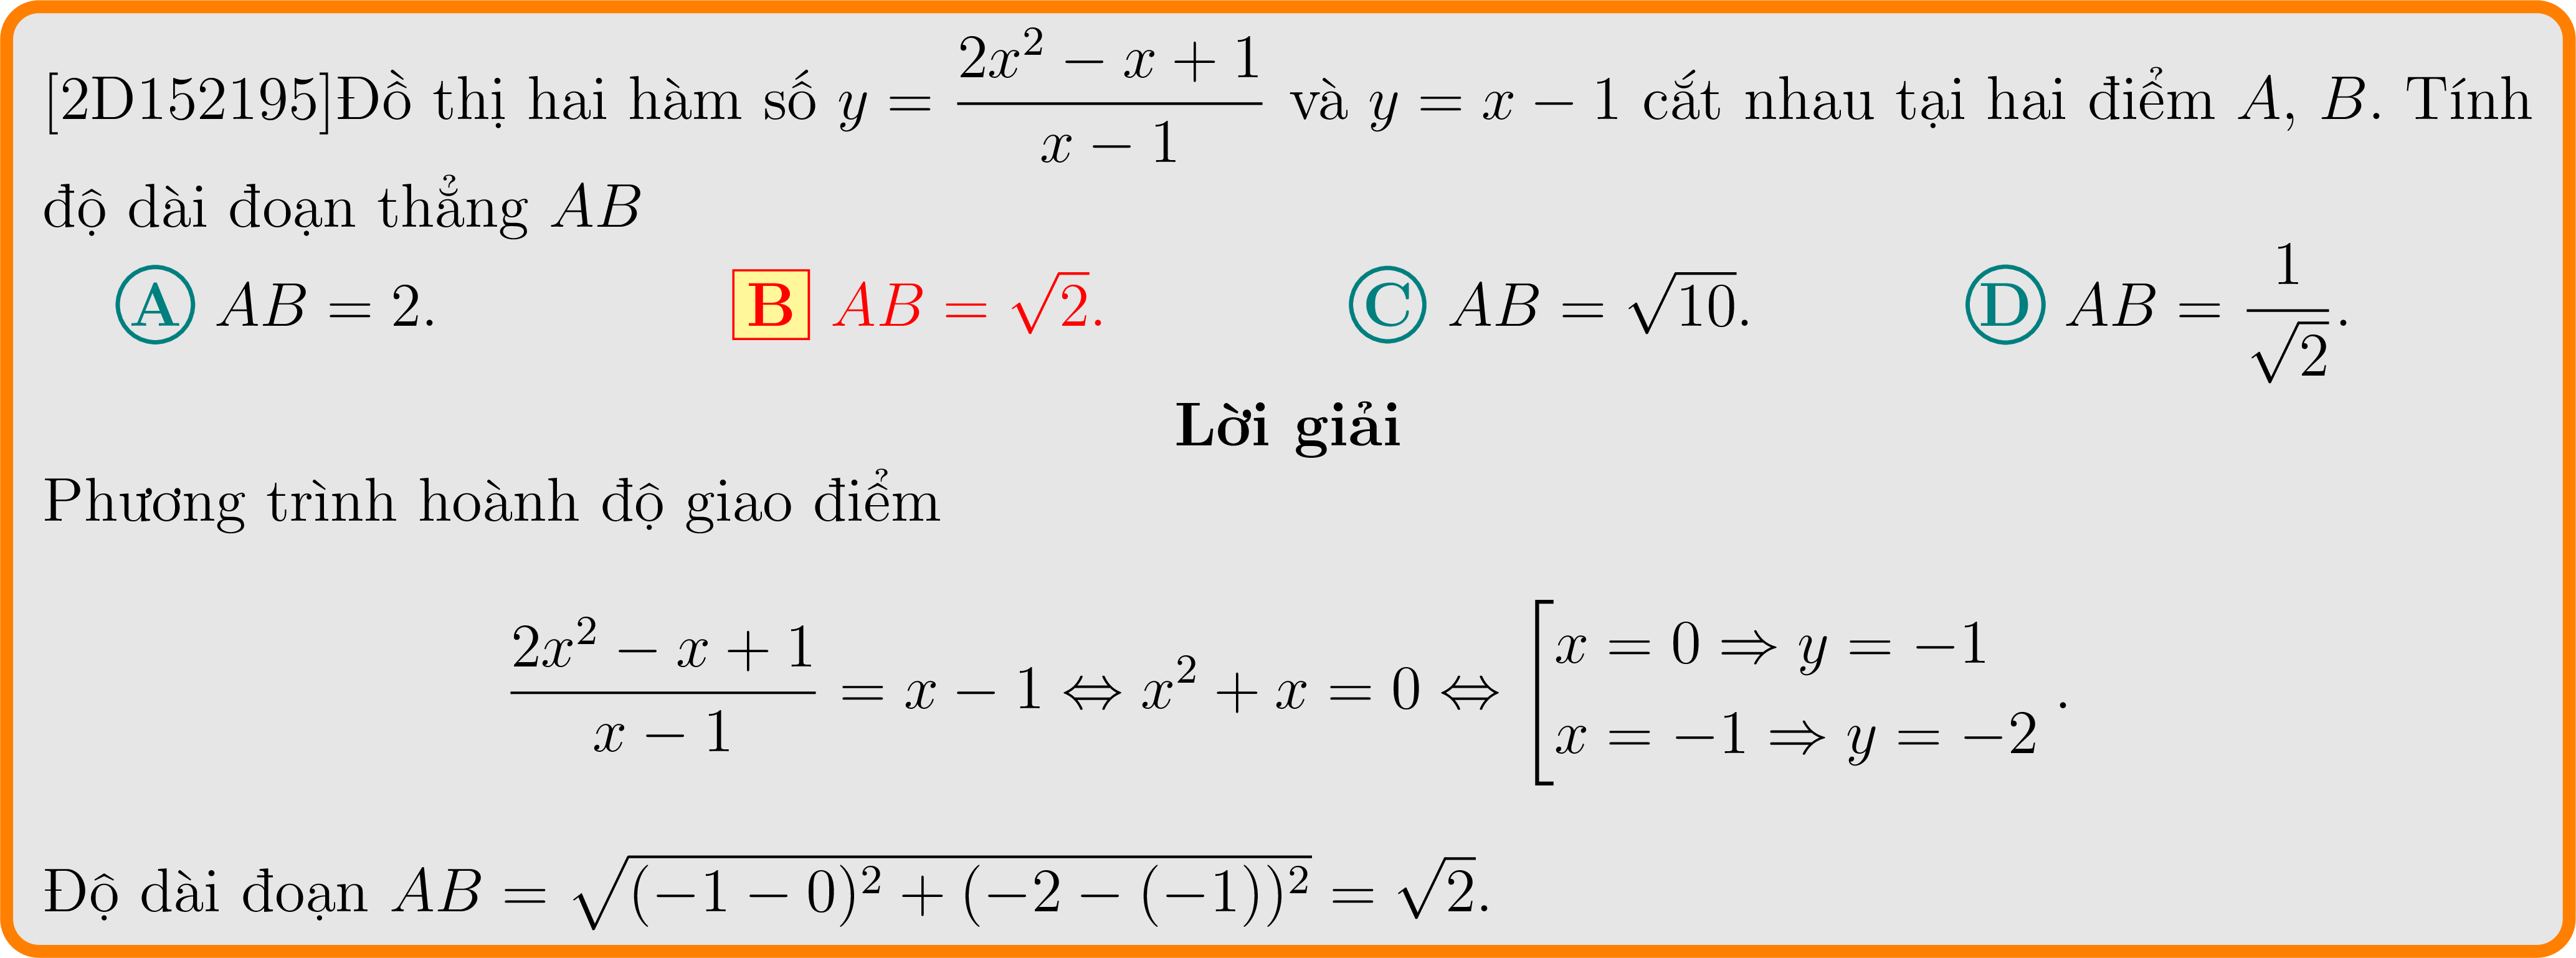 [2D152195]Đồ thị hai hàm số $y = \frac{2x^2 - x + 1}{x - 1}$ và $y = x - 1$ cắt nhau tại hai điểm $A$, $B$. Tính
độ dài đoạn thẳng $AB$
A $AB = 2$. B $AB = \sqrt{2}$. C $AB = \sqrt{10}$. D $AB = \frac{1}{\sqrt{2}}$.
Lời giải
Phương trình hoành độ giao điểm
$\frac{2x^2 - x + 1}{x - 1} = x - 1 \Leftrightarrow x^2 + x = 0 \Leftrightarrow \left[\begin{array}{l} x = 0 \Rightarrow y = -1 \\ x = -1 \Rightarrow y = -2 \end{array}\right.$.
Độ dài đoạn $AB = \sqrt{(-1 - 0)^2 + (-2 - (-1))^2} = \sqrt{2}$.